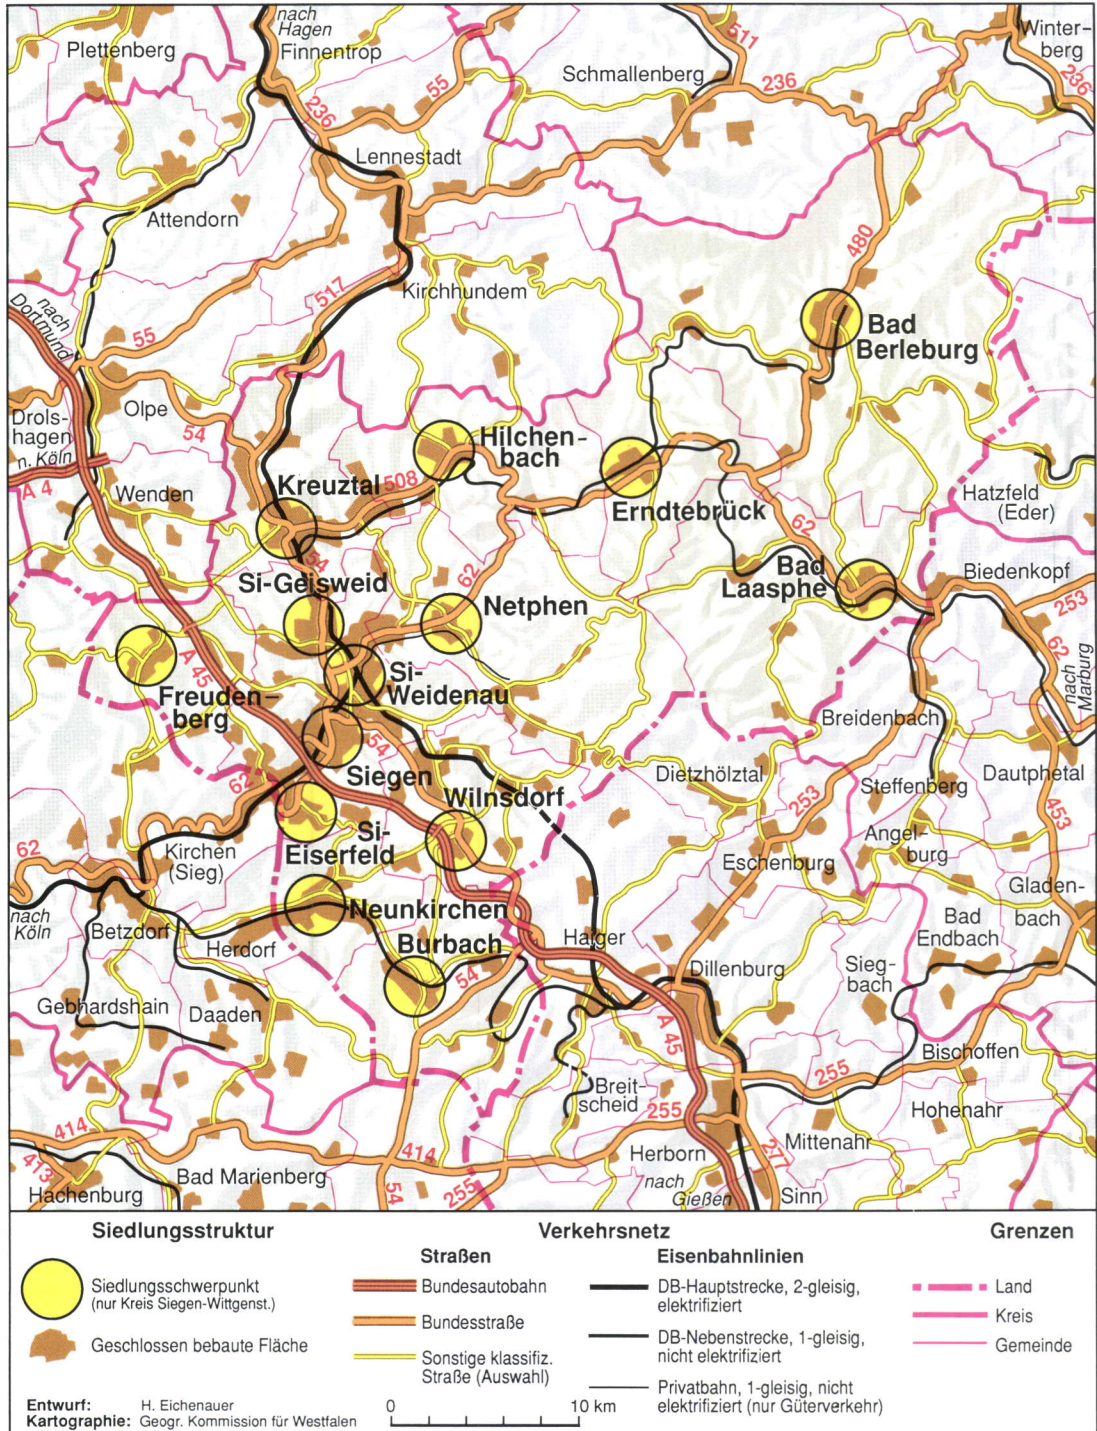 nach
Hagen
Plettenberg
Finnentrop
511
Winter-
berg
Schmallenberg
236
236
55
236
Lennestadt
Attendorn
480
517
Kirchhundem
nach
Dortmund
55
Bad
Berleburg
Olpe
Drols-
hagen
n. Köln
54
Hilchen-
bach
A 4
Wenden
Kreuztal
508
Erndtebrück
Hatzfeld
(Eder)
62
54
Si-Geisweid
62
Bad
Laasphe
Biedenkopf
253
Netphen
62
nach
Marburg
A 45
Freuden-
berg
Si-
Weidenau
Breidenbach
54
Siegen
Dietzhölztal
Steffenberg
Dautphetal
62
Wilnsdorf
253
453
Si-
Eiserfeld
Angel-
burg
62
Kirchen
(Sieg)
Eschenburg
Gladen-
bach
nach
Köln
Neunkirchen
Betzdorf
Herdorf
Burbach
Haiger
Bad
Endbach
54
Dillenburg
Sieg-
bach
Gebhardshain
Daaden
A 45
Bischoffen
Breit-
scheid
255
255
Hohenahr
414
414
Mittenahr
413
Bad Marienberg
Herborn
277
Hachenburg
54
255
nach
Gießen
Sinn
Siedlungsstruktur
Verkehrsnetz
Grenzen
Straßen
Eisenbahnlinien
Siedlungsschwerpunkt
(nur Kreis Siegen-Wittgenst.)
Bundesautobahn
DB-Hauptstrecke, 2-gleisig,
elektrifiziert
Land
Kreis
Geschlossen bebaute Fläche
Bundesstraße
DB-Nebenstrecke, 1-gleisig,
nicht elektrifiziert
Gemeinde
Sonstige klassifiz.
Straße (Auswahl)
Privatbahn, 1-gleisig, nicht
elektrifiziert (nur Güterverkehr)
Entwurf: H. Eichenauer
Kartographie: Geogr. Kommission für Westfalen
0 10 km